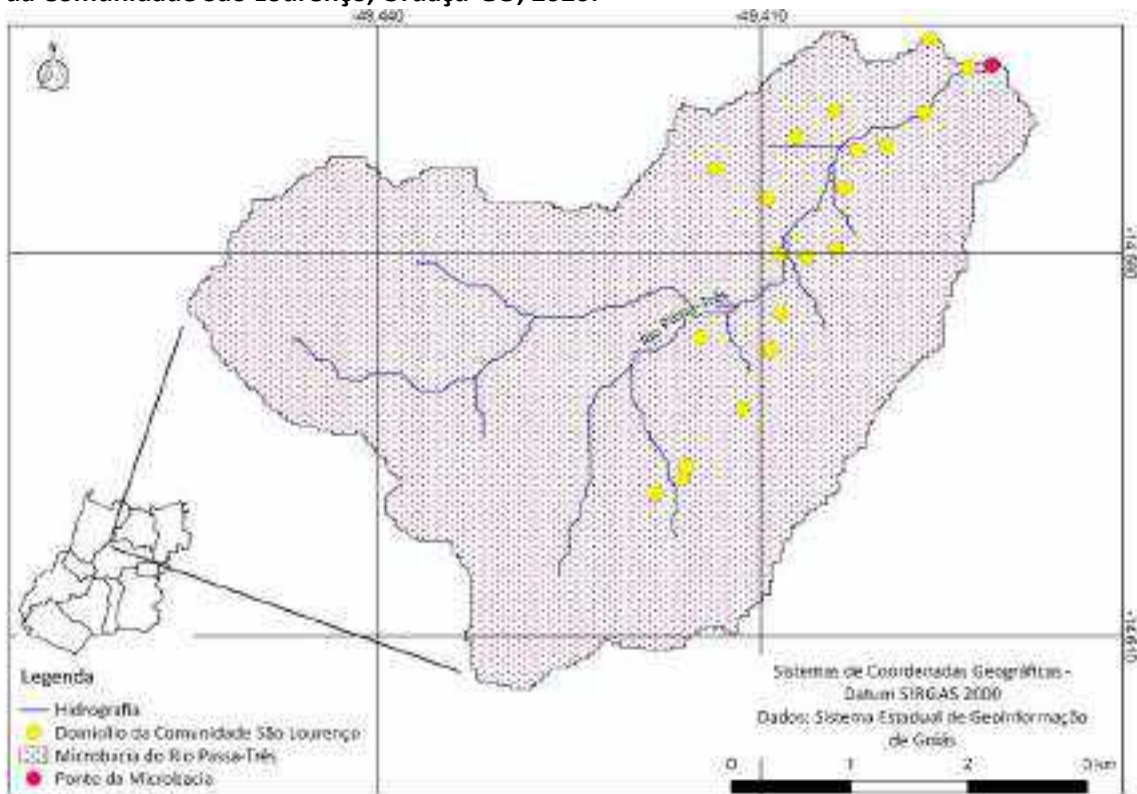 da Comunidade São Lourenço, Uruaçu-GO, 2020.
-49,440
-49,410
N
Rio Passa-Três
Legenda
Hidrografia
Domicílio da Comunidade São Lourenço
Microbacia do Rio Passa-Três
Sistemas de Coordenadas Geográficas -
Datum SIRGAS 2000
Dados: Sistema Estadual de Geoinformação
de Goiás
da Microbacia
0 1 2 3 km